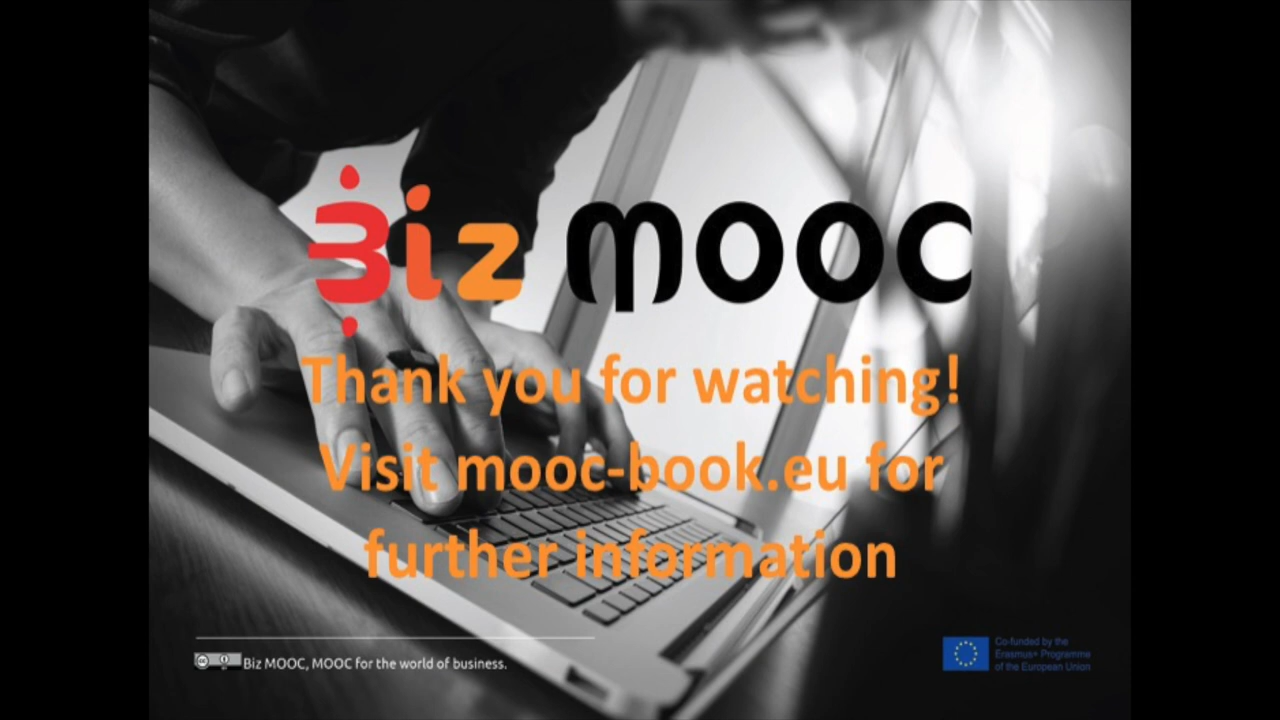 Biz mooc
Thank you for watching!
Visit mooc-book.eu for
further information
Biz MOOC, MOOC for the world of business.
Co-funded by the
Erasmus+ Programme
of the European Union